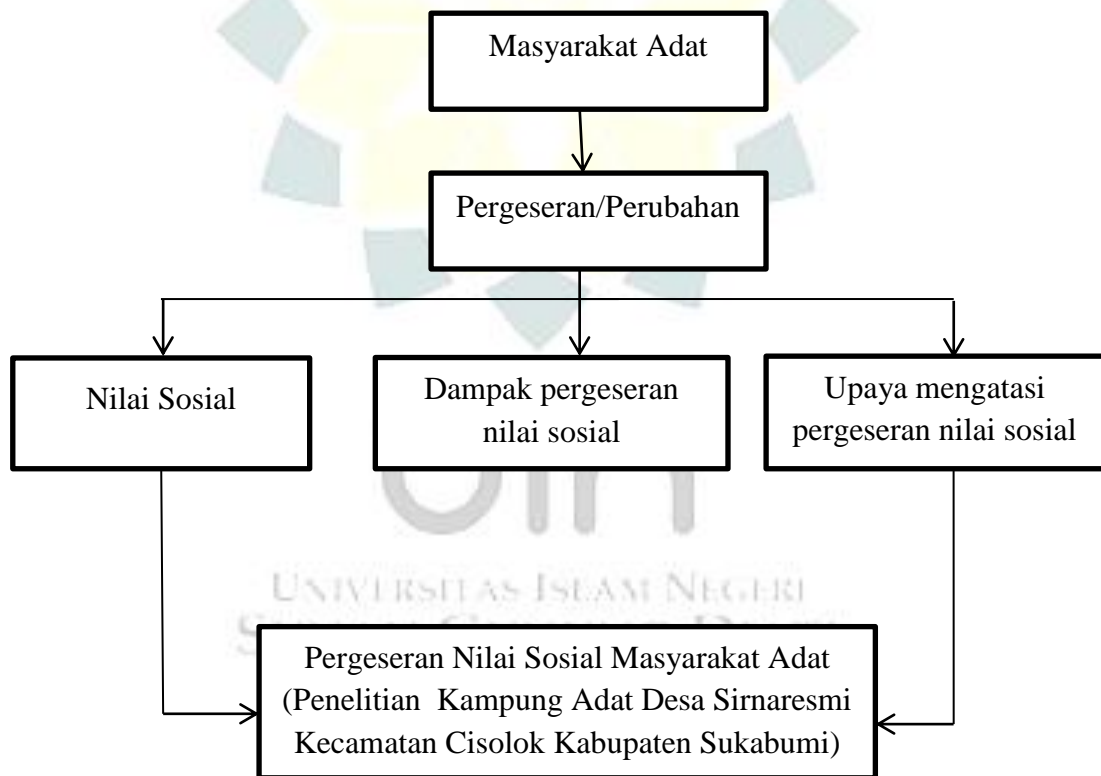 Masyarakat Adat
Pergeseran/Perubahan
Nilai Sosial
Dampak pergeseran
nilai sosial
Upaya mengatasi
pergeseran nilai sosial
UNIVERSITAS ISLAM NEGERI
Pergeseran Nilai Sosial Masyarakat Adat
(Penelitian Kampung Adat Desa Sirnaresmi
Kecamatan Cisolok Kabupaten Sukabumi)